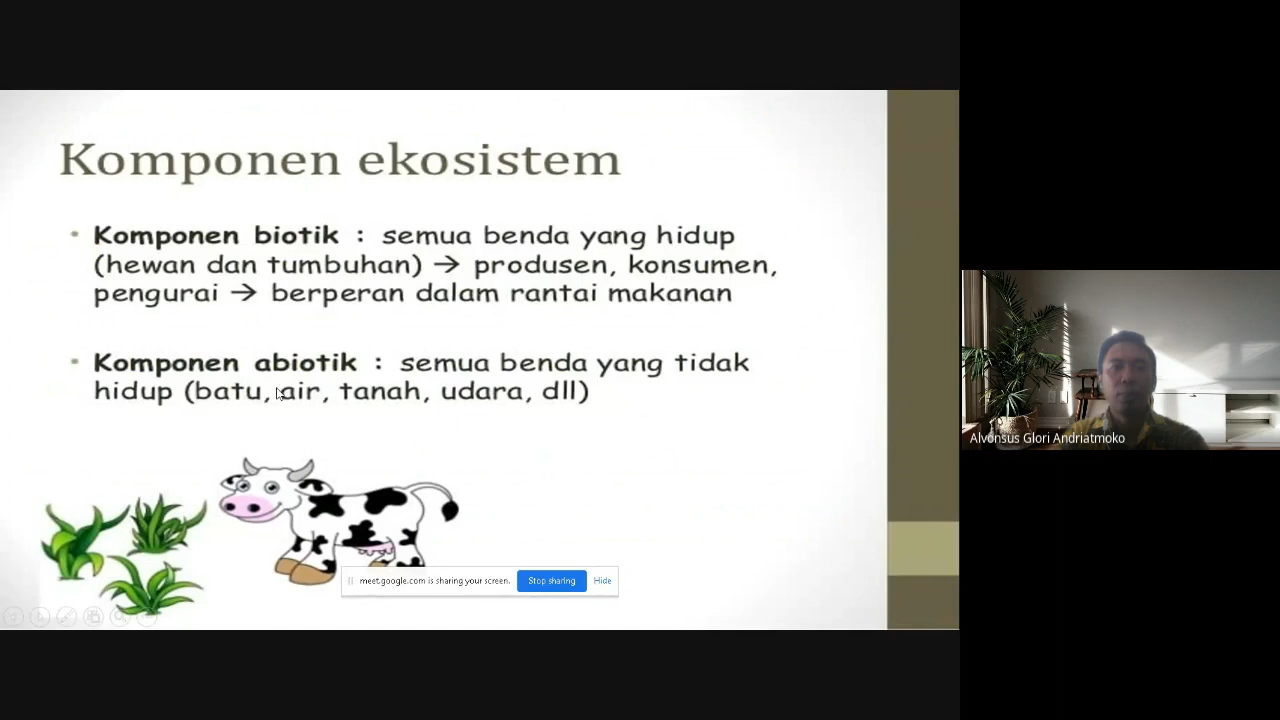 Komponen ekosistem
• Komponen biotik : semua benda yang hidup
(hewan dan tumbuhan) → produsen, konsumen,
pengurai → berperan dalam rantai makanan
• Komponen abiotik : semua benda yang tidak
hidup (batu, air, tanah, udara, dll)
meet.google.com is sharing your screen. Stop sharing Hide
Alvonsus Glori Andriatmoko